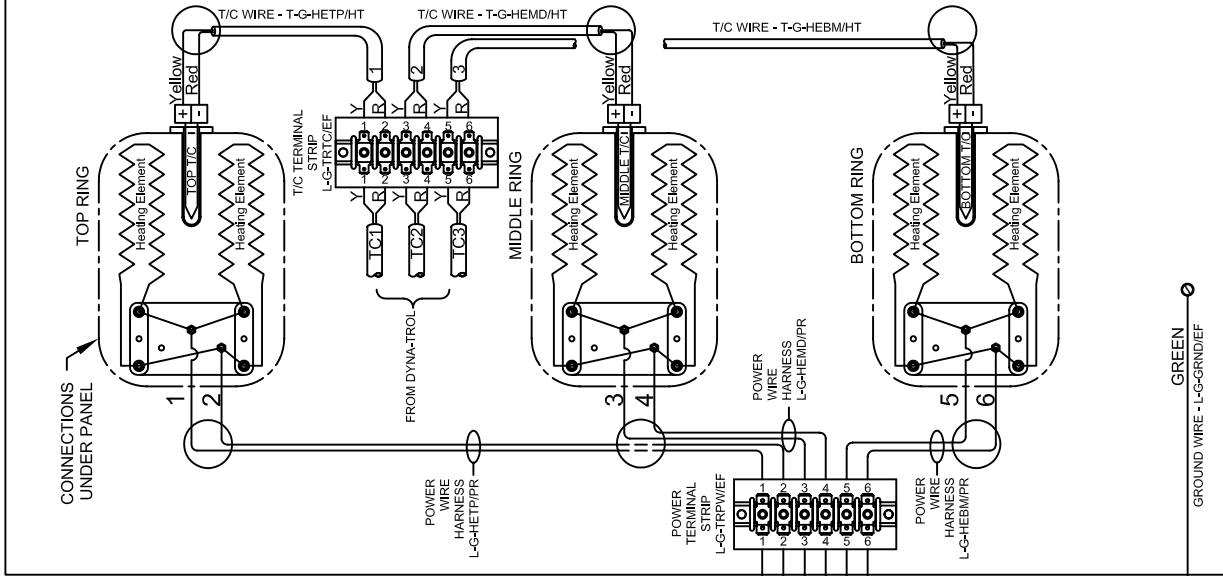 T/C WIRE - T-G-HETP/HT
T/C WIRE - T-G-HEMD/HT
T/C WIRE - T-G-HEBM/HT
Yellow
Red
+ -
TOP RING
TOP T/C
Heating Element
Heating Element
CONNECTIONS
UNDER PANEL
1
2
1
2
3
Y R Y R Y R
T/C TERMINAL
STRIP
L-G-TRTC/EF
1 2 3 4 5 6
1 2 3 4 5 6
Y R Y R Y R
TC1
TC2
TC3
FROM DYNA-TROL
Yellow
Red
+ -
MIDDLE RING
MIDDLE T/C
Heating Element
Heating Element
3
4
Yellow
Red
+ -
BOTTOM RING
BOTTOM T/C
Heating Element
Heating Element
5
6
POWER
WIRE
HARNESS
L-G-HETP/PR
POWER
WIRE
HARNESS
L-G-HEMD/PR
POWER
TERMINAL
STRIP
L-G-TRPW/EF
1 2 3 4 5 6
1 2 3 4 5 6
POWER
WIRE
HARNESS
L-G-HEBM/PR
GREEN
GROUND WIRE - L-G-GRND/EF